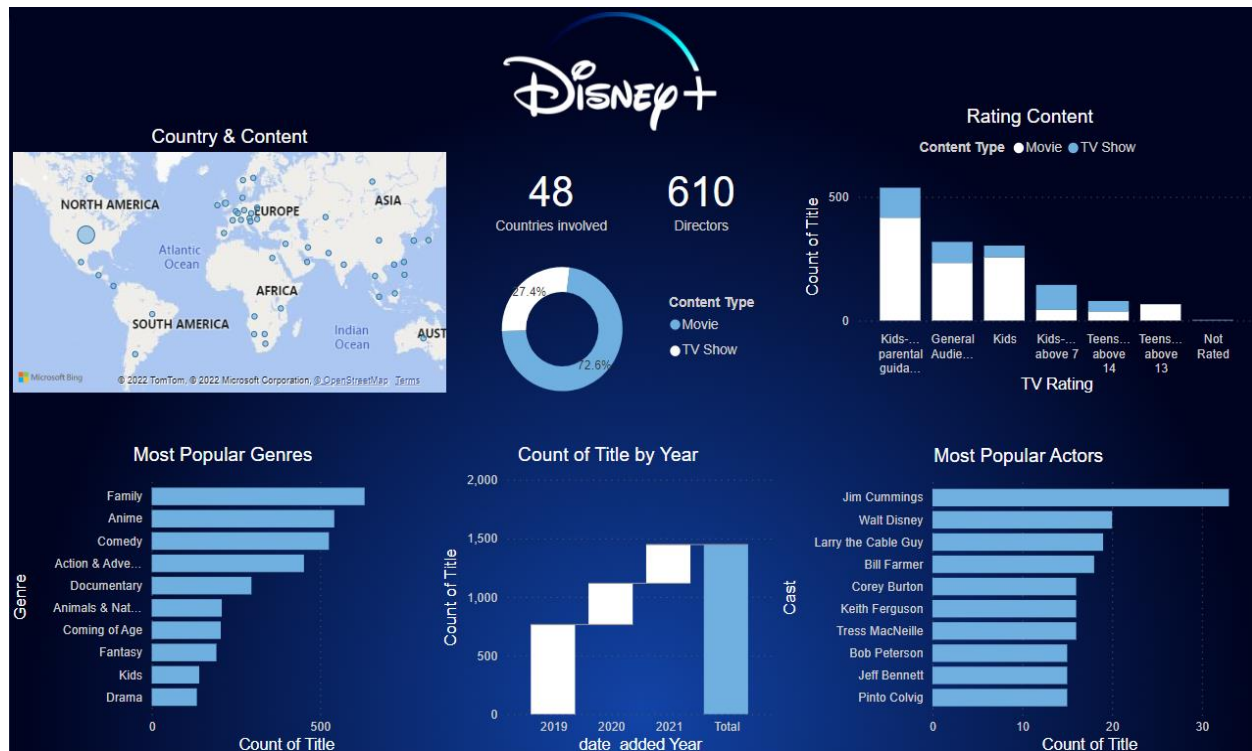 Disney+
Country & Content
NORTH AMERICA
EUROPE
ASIA
Atlantic
Ocean
AFRICA
SOUTH AMERICA
Indian
Ocean
AUST
Microsoft Bing
© 2022 TomTom, © 2022 Microsoft Corporation, © OpenStreetMap Terms
48
Countries involved
610
Directors
27.4%
72.6%
Content Type
Movie
TV Show
Rating Content
Content Type Movie TV Show
Count of Title
500
0
Kids-... parental guida...
General Audie...
Kids
Kids-... above 7
Teens... above 14
Teens... above 13
Not Rated
TV Rating
Most Popular Genres
Genre
Family
Anime
Comedy
Action & Adve...
Documentary
Animals & Nat...
Coming of Age
Fantasy
Kids
Drama
0 500
Count of Title
Count of Title by Year
Count of Title
2,000
1,500
1,000
500
0
2019 2020 2021 Total
date_added Year
Most Popular Actors
Cast
Jim Cummings
Walt Disney
Larry the Cable Guy
Bill Farmer
Corey Burton
Keith Ferguson
Tress MacNeille
Bob Peterson
Jeff Bennett
Pinto Colvig
0 10 20 30
Count of Title